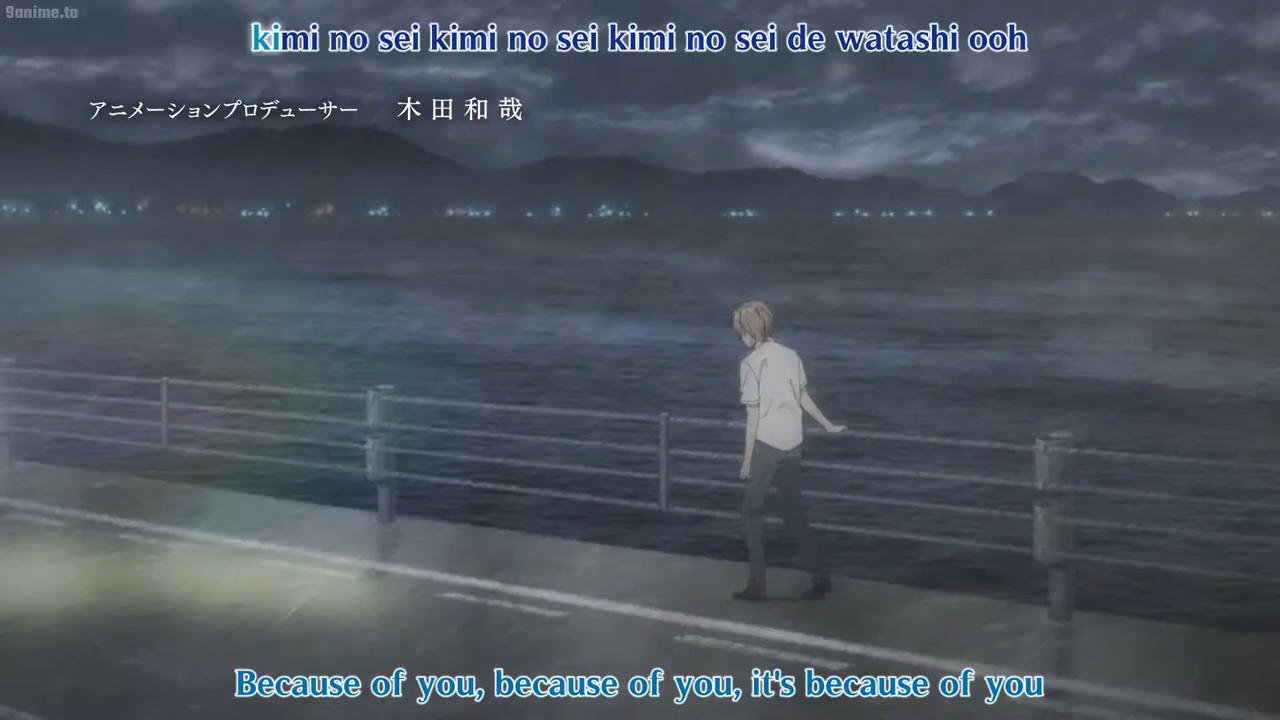 9anime.to
kimi no sei kimi no sei kimi no sei de watashi ooh
アニメーションプロデューサー 木田和哉
Because of you, because of you, it's because of you